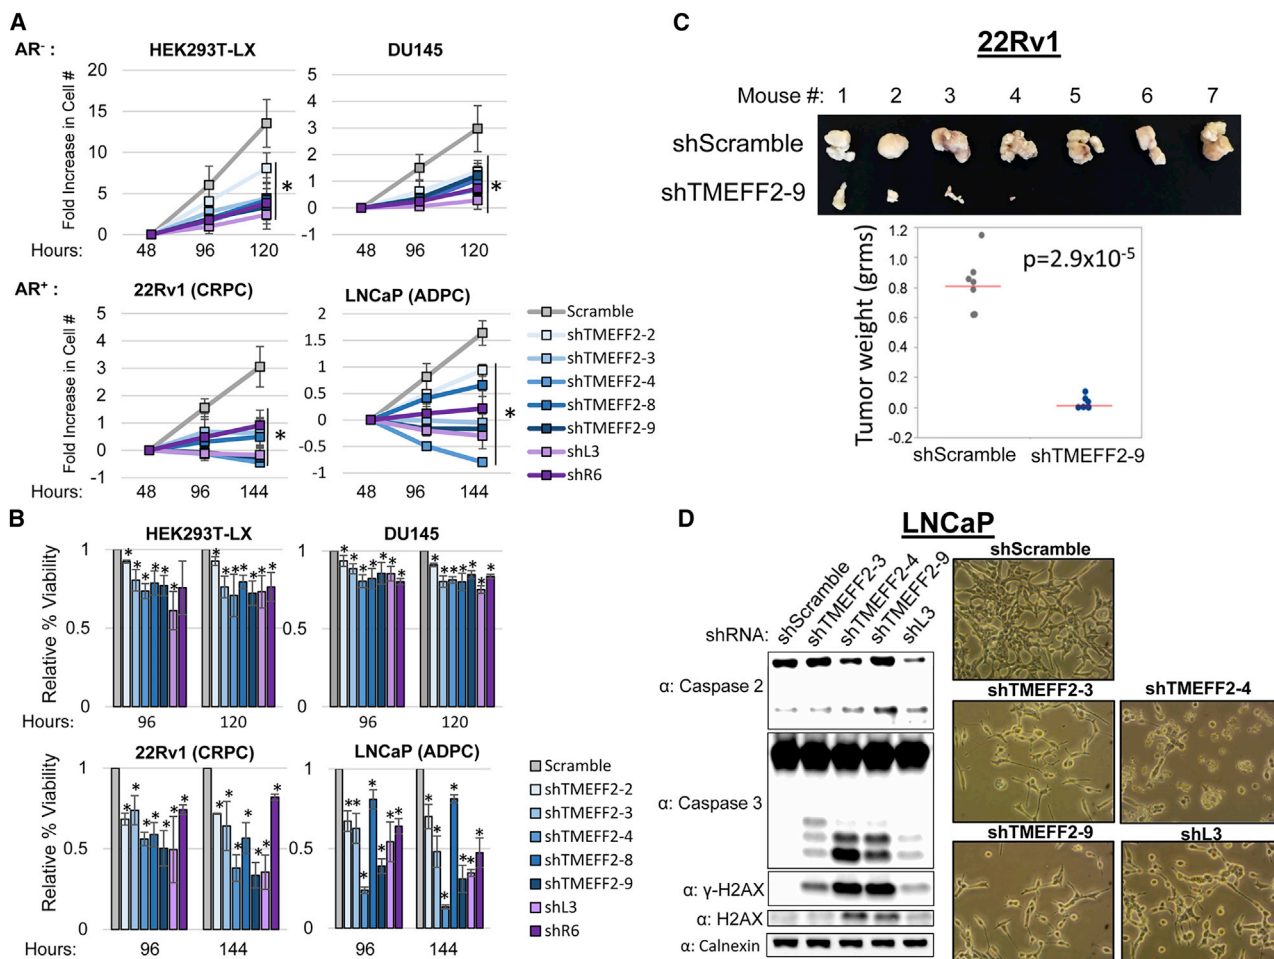 A
AR⁻ :
HEK293T-LX
DU145
Fold Increase in Cell #
20
15
10
5
0
5
4
3
2
1
0
-1
*
*
Hours:
48
96
120
48
96
120
AR⁺ :
22Rv1 (CRPC)
LNCaP (ADPC)
Fold Increase in Cell #
5
4
3
2
1
0
-1
2
1.5
1
0.5
0
-0.5
-1
*
*
Hours:
48
96
144
48
96
144
Scramble
shTMEFF2-2
shTMEFF2-3
shTMEFF2-4
shTMEFF2-8
shTMEFF2-9
shL3
shR6
B
HEK293T-LX
DU145
Relative % Viability
1
0.5
0
1
0.5
0
Hours:
96
120
96
120
22Rv1 (CRPC)
LNCaP (ADPC)
Relative % Viability
1
0.5
0
1
0.5
0
Hours:
96
144
96
144
Scramble
shTMEFF2-2
shTMEFF2-3
shTMEFF2-4
shTMEFF2-8
shTMEFF2-9
shL3
shR6
C
22Rv1
Mouse #: 1 2 3 4 5 6 7
shScramble
shTMEFF2-9
Tumor weight (grms)
1.2
1.0
0.8
0.6
0.4
0.2
0.0
-0.2
p=2.9x10⁻⁵
shScramble
shTMEFF2-9
D
LNCaP
shRNA:
shScramble
shTMEFF2-3
shTMEFF2-4
shTMEFF2-9
shL3
α: Caspase 2
α: Caspase 3
α: γ-H2AX
α: H2AX
α: Calnexin
shScramble
shTMEFF2-3
shTMEFF2-4
shTMEFF2-9
shL3